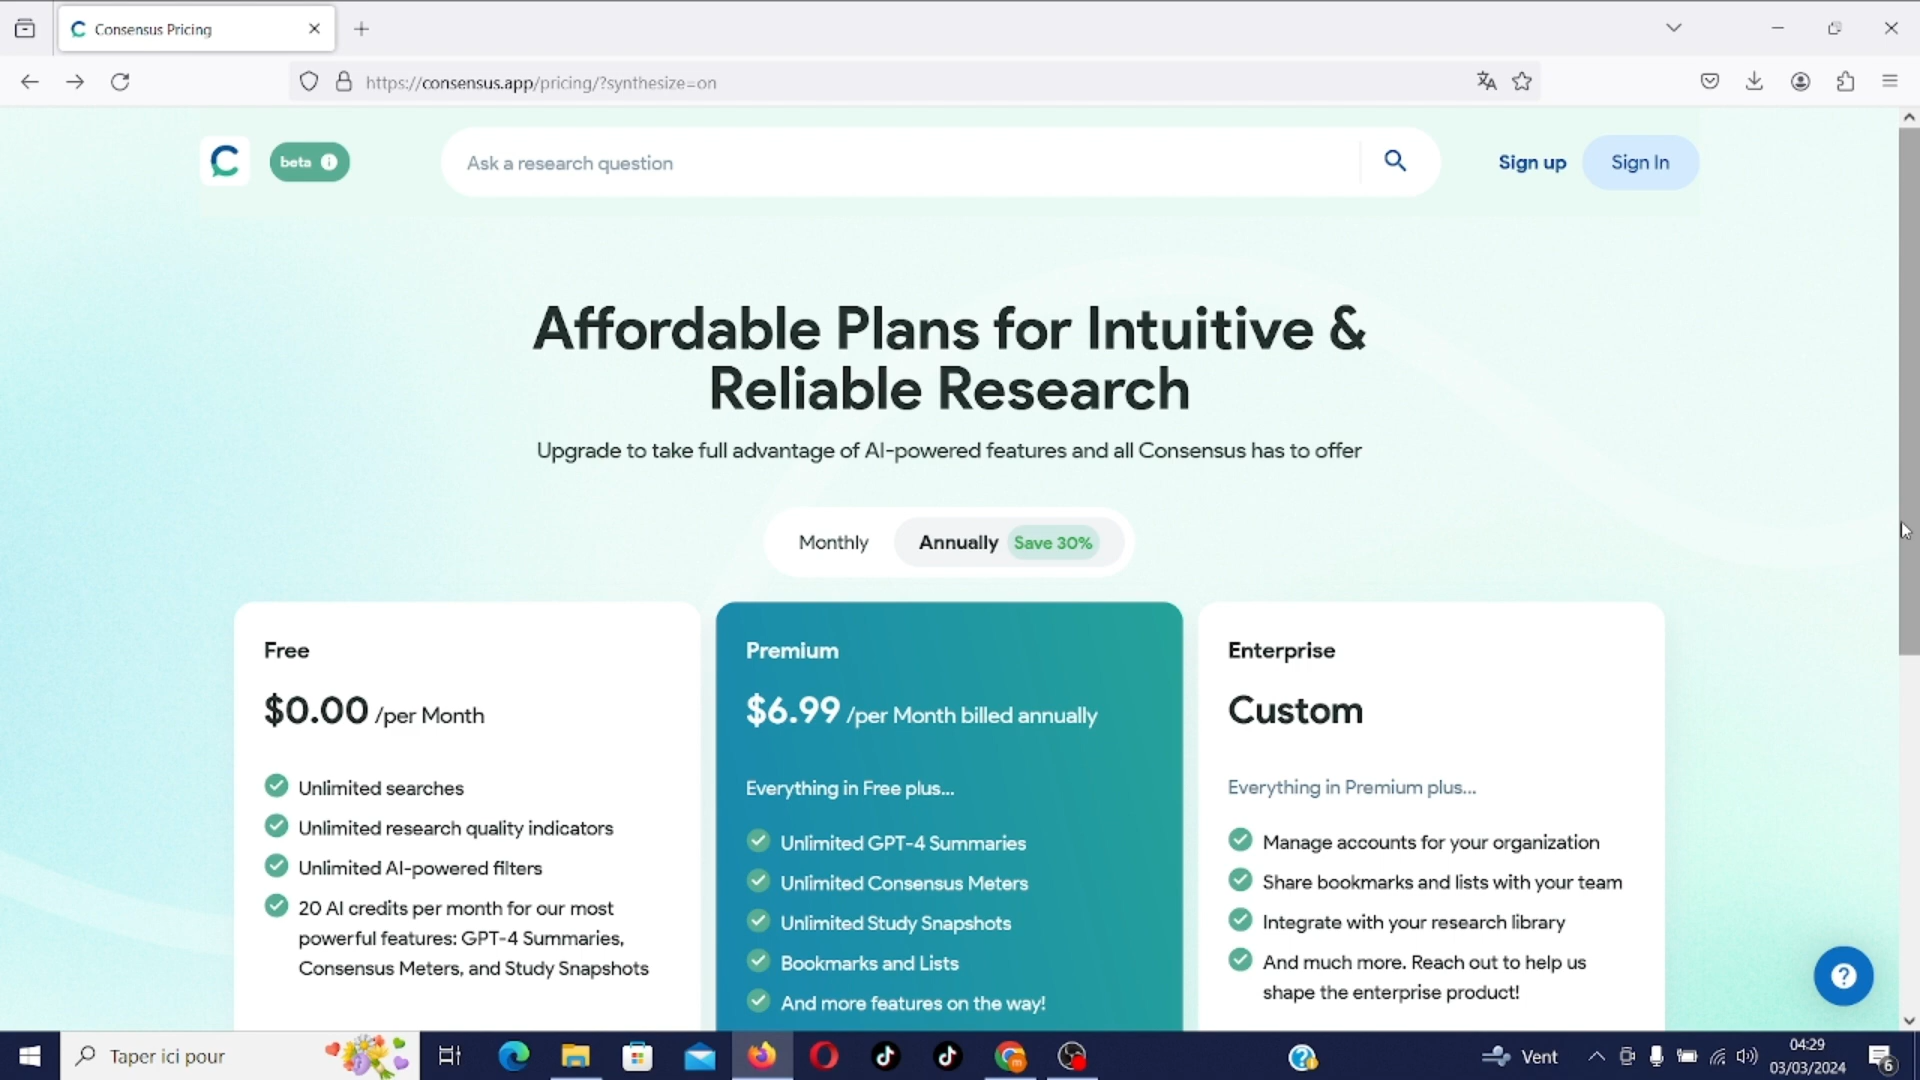 Consensus Pricing
https://consensus.app/pricing/?synthesize=on
beta
Ask a research question
Sign up
Sign In
Affordable Plans for Intuitive &
Reliable Research
Upgrade to take full advantage of AI-powered features and all Consensus has to offer
Monthly
Annually Save 30%
Free
$0.00 /per Month
Unlimited searches
Unlimited research quality indicators
Unlimited AI-powered filters
20 AI credits per month for our most
powerful features: GPT-4 Summaries,
Consensus Meters, and Study Snapshots
Premium
$6.99 /per Month billed annually
Everything in Free plus...
Unlimited GPT-4 Summaries
Unlimited Consensus Meters
Unlimited Study Snapshots
Bookmarks and Lists
And more features on the way!
Enterprise
Custom
Everything in Premium plus...
Manage accounts for your organization
Share bookmarks and lists with your team
Integrate with your research library
And much more. Reach out to help us
shape the enterprise product!
Taper ici pour
Vent
04:29
03/03/2024
6